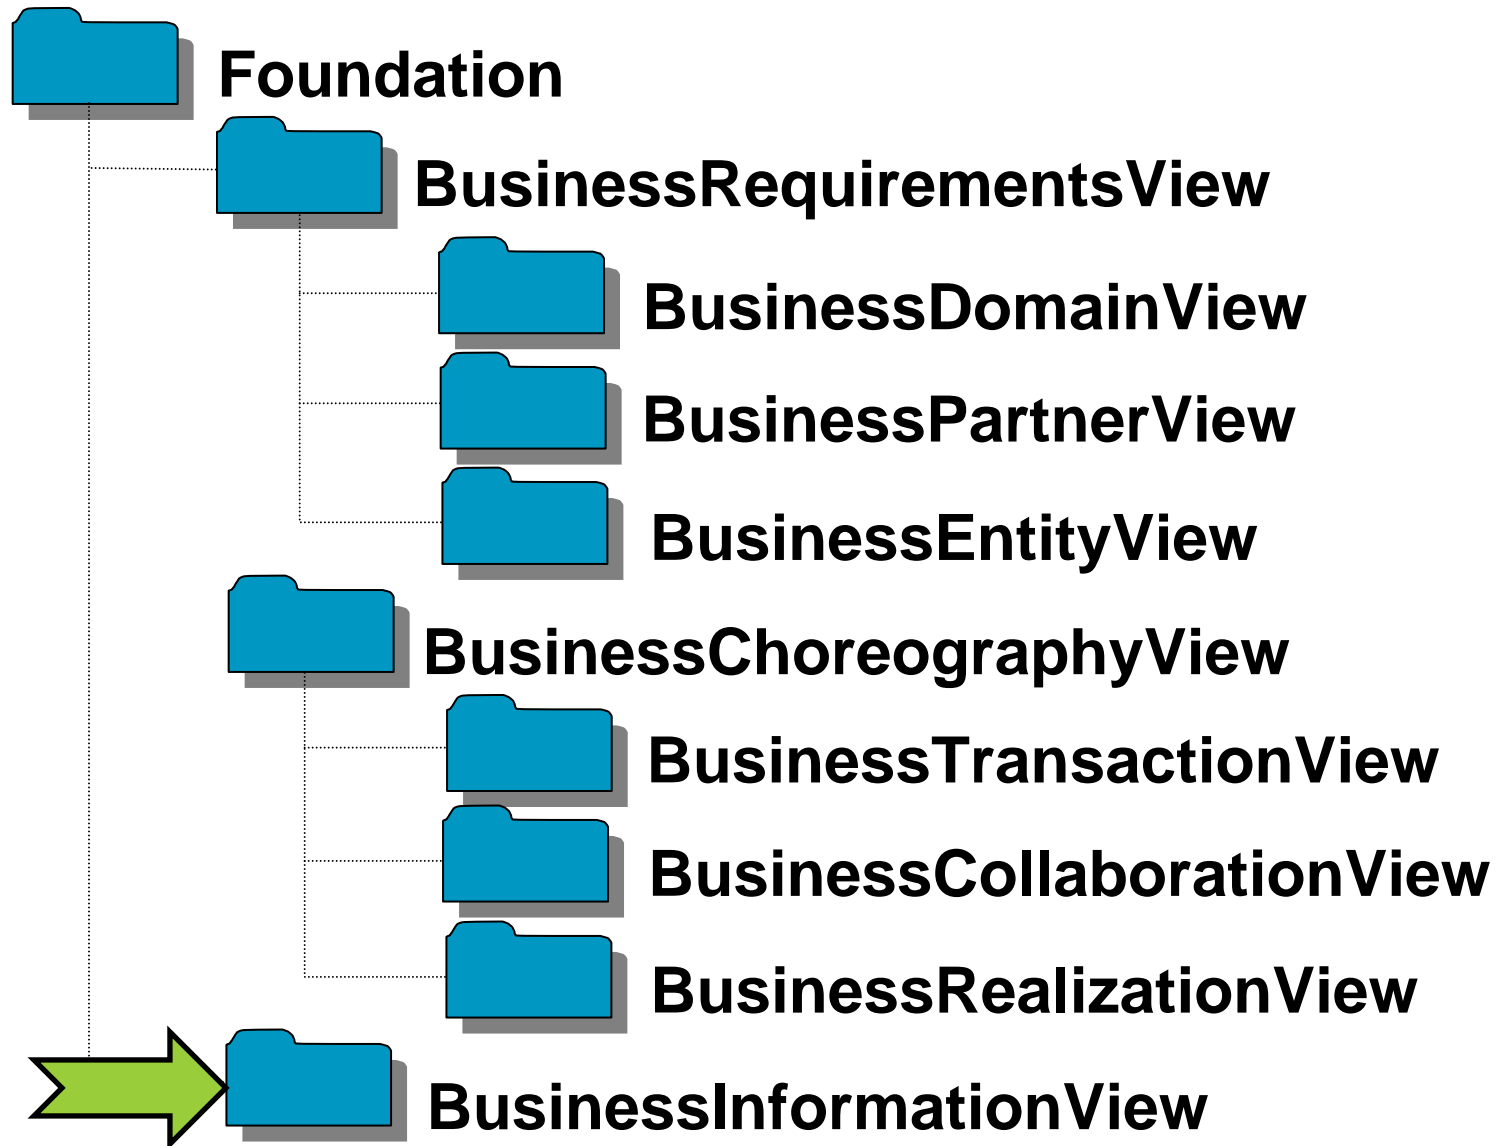 Foundation
BusinessRequirementsView
BusinessDomainView
BusinessPartnerView
BusinessEntityView
BusinessChoreographyView
BusinessTransactionView
BusinessCollaborationView
BusinessRealizationView
BusinessInformationView